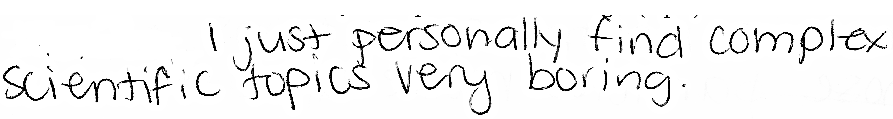 I just personally find complex
scientific topics very boring.